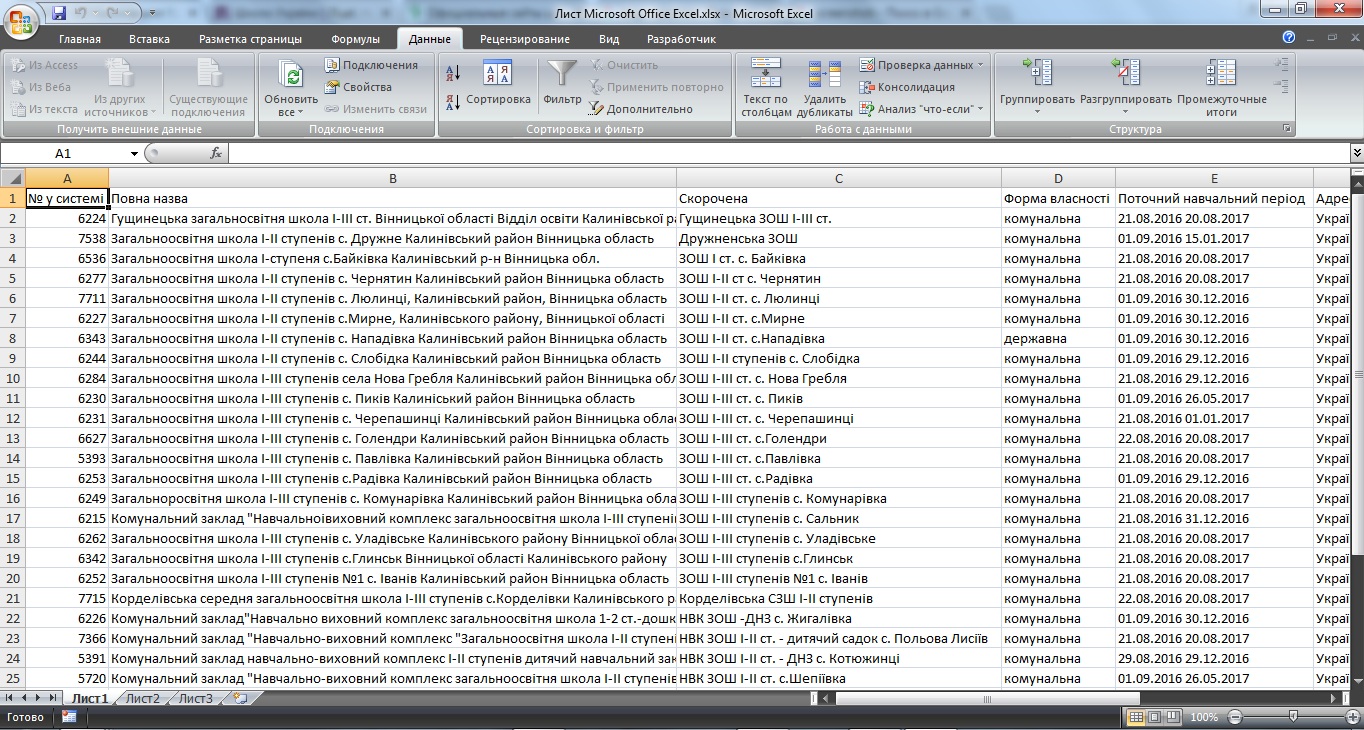 Лист Microsoft Office Excel.xlsx - Microsoft Excel
Главная Вставка Разметка страницы Формулы Данные Рецензирование Вид Разработчик
Из Access
Из Веба
Из текста
Из других источников
Существующие подключения
Получить внешние данные
Обновить все
Подключения
Свойства
Изменить связи
Подключения
Сортировка
Фильтр
Очистить
Применить повторно
Дополнительно
Сортировка и фильтр
Текст по столбцам
Удалить дубликаты
Проверка данных
Консолидация
Анализ "что-если"
Работа с данными
Группировать
Разгруппировать
Промежуточные итоги
Структура
A1 fx
A B C D E
1 № у системі Повна назва Скорочена Форма власності Поточний навчальний період Адре
2 6224 Гущинецька загальносвітня школа І-ІІІ ст. Вінницької області Відділ освіти Калинівської ра Гущинецька ЗОШ І-ІІІ ст. комунальна 21.08.2016 20.08.2017 Украї
3 7538 Загальноосвітня школа І-ІІ ступенів с. Дружне Калинівський район Вінницька область Дружненська ЗОШ комунальна 01.09.2016 15.01.2017 Украї
4 6536 Загальноосвітня школа І-ступеня с.Байківка Калинівський р-н Вінницька обл. ЗОШ І ст. с. Байківка комунальна 21.08.2016 20.08.2017 Украї
5 6277 Загальноосвітня школа І-ІІ ступенів с. Чернятин Калинівський район Вінницька область ЗОШ І-ІІ ст с. Чернятин комунальна 21.08.2016 20.08.2017 Украї
6 7711 Загальноосвітня школа І-ІІ ступенів с. Люлинці, Калинівський район, Вінницька область ЗОШ І-ІІ ст. с. Люлинці комунальна 01.09.2016 30.12.2016 Украї
7 6227 Загальноосвітня школа І-ІІ ступенів с.Мирне, Калинівського району, Вінницької області ЗОШ І-ІІ ст. с.Мирне комунальна 01.09.2016 30.12.2016 Украї
8 6343 Загальноосвітня школа І-ІІ ступенів с. Нападівка Калинівський район Вінницька область ЗОШ І-ІІ ст. с.Нападівка державна 01.09.2016 30.12.2016 Украї
9 6244 Загальноосвітня школа І-ІІ ступенів с. Слобідка Калинівський район Вінницька область ЗОШ І-ІІ ступенів с. Слобідка комунальна 01.09.2016 29.12.2016 Украї
10 6284 Загальноосвітня школа І-ІІІ ступенів села Нова Гребля Калинівський район Вінницька обл ЗОШ І-ІІІ ст. с. Нова Гребля комунальна 21.08.2016 29.12.2016 Украї
11 6230 Загальноосвітня школа І-ІІІ ступенів с. Пиків Калиніський район Вінницька область ЗОШ І-ІІІ ст. с. Пиків комунальна 01.09.2016 26.05.2017 Украї
12 6231 Загальноосвітня школа І-ІІІ ступенів с. Черепашинці Калинівський район Вінницька обла ЗОШ І-ІІІ ст. с. Черепашинці комунальна 21.08.2016 01.01.2017 Украї
13 6627 Загальноосвітня школа І-ІІІ ступенів с. Голендри Калинівський район Вінницька область ЗОШ І-ІІІ ст. с.Голендри комунальна 22.08.2016 20.08.2017 Украї
14 5393 Загальноосвітня школа І-ІІІ ступенів с. Павлівка Калинівський район Вінницька область ЗОШ І-ІІІ ст. с.Павлівка комунальна 21.08.2016 20.08.2017 Украї
15 6253 Загальноосвітня школа І-ІІІ ступенів с.Радівка Калинівський район Вінницька область ЗОШ І-ІІІ ст. с.Радівка комунальна 01.09.2016 29.12.2016 Украї
16 6249 Загальноросвітня школа І-ІІІ ступенів с. Комунарівка Калинівський район Вінницька обла ЗОШ І-ІІІ ступенів с. Комунарівка комунальна 21.08.2016 20.08.2017 Украї
17 6215 Комунальний заклад "Навчальноівиховний комплекс загальноосвітня школа І-ІІІ ступенів ЗОШ І-ІІІ ступенів с. Сальник комунальна 21.08.2016 31.12.2016 Украї
18 6262 Загальноосвітня школа І-ІІІ ступенів с. Уладівське Калинівського району Вінницької област ЗОШ І-ІІІ ступенів с. Уладівське комунальна 21.08.2016 20.08.2017 Украї
19 6342 Загальноосвітня школа І-ІІІ ступенів с.Глинськ Вінницької області Калинівського району ЗОШ І-ІІІ ступенів с.Глинськ комунальна 21.08.2016 20.08.2017 Украї
20 6252 Загальноосвітня школа І-ІІІ ступенів №1 с. Іванів Калинівський район Вінницька область ЗОШ І-ІІІ ступенів №1 с. Іванів комунальна 21.08.2016 20.08.2017 Украї
21 7715 Корделівська середня загальноосвітня школа І-ІІІ ступенів с.Корделівки Калинівського р Корделівська СЗШ І-ІІ ступенів комунальна 22.08.2016 20.08.2017 Украї
22 6226 Комунальний заклад"Навчально виховний комплекс загальноосвітня школа 1-2 ст.-дошк НВК ЗОШ -ДНЗ с. Жигалівка комунальна 01.09.2016 30.12.2016 Украї
23 7366 Комунальний заклад "Навчально-виховний комплекс "Загальноосвітня школа І-ІІ ступені НВК ЗОШ І-ІІ ст. - дитячий садок с. Польова Лисіїв комунальна 21.08.2016 20.08.2017 Украї
24 5391 Комунальний заклад навчально-виховний комплекс І-ІІ ступенів дитячий навчальний зак НВК ЗОШ І-ІІ ст. - ДНЗ с. Котюжинці комунальна 29.08.2016 29.12.2016 Украї
25 5720 Комунальний заклад "Навчально-виховний комплекс загальноосвітня школа І-ІІ ступенів НВК ЗОШ І-ІІ ст с.Шепіївка комунальна 01.09.2016 26.05.2017 Украї
Лист1 Лист2 Лист3
Готово 100%